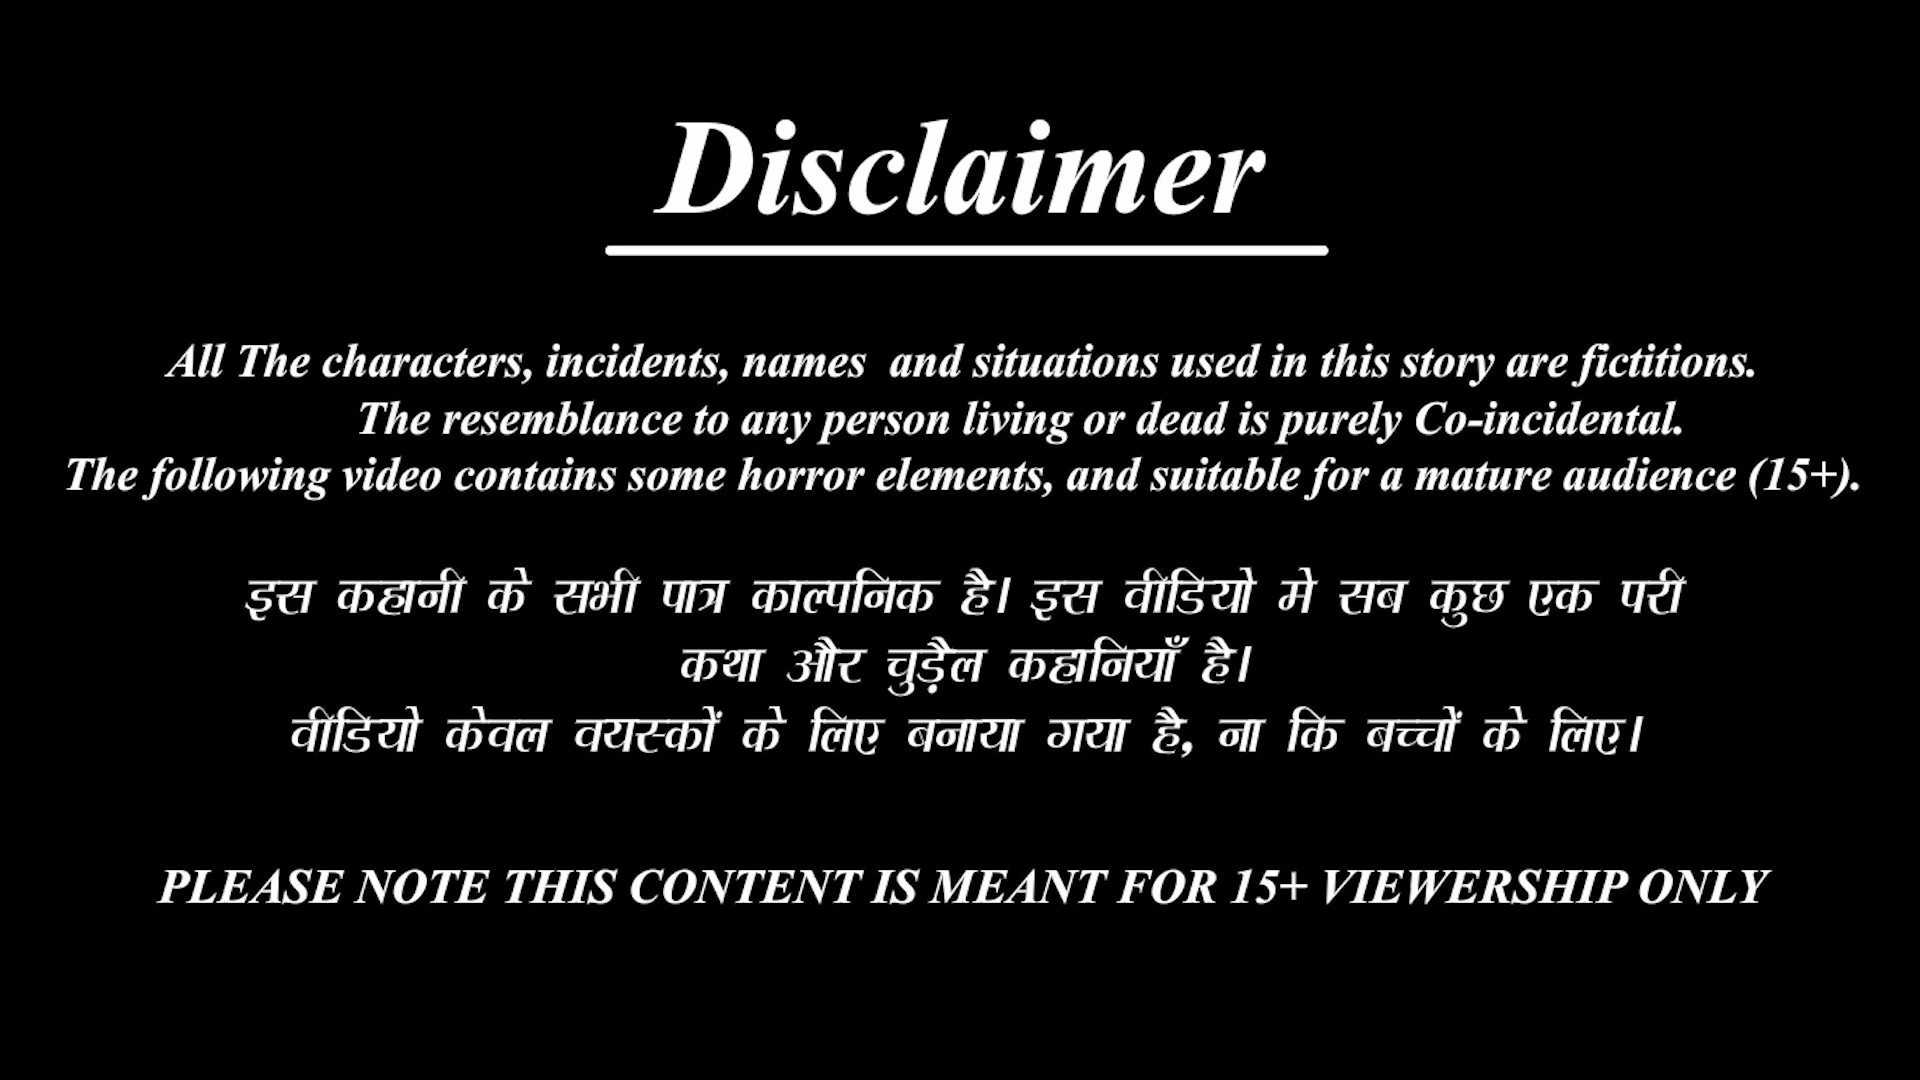 Disclaimer
All The characters, incidents, names and situations used in this story are fictitions.
The resemblance to any person living or dead is purely Co-incidental.
The following video contains some horror elements, and suitable for a mature audience (15+).
इस कहानी के सभी पात्र काल्पनिक है। इस वीडियो मे सब कुछ एक परी
कथा और चुड़ैल कहानियाँ है।
वीडियो केवल वयस्कों के लिए बनाया गया है, ना कि बच्चों के लिए।
PLEASE NOTE THIS CONTENT IS MEANT FOR 15+ VIEWERSHIP ONLY